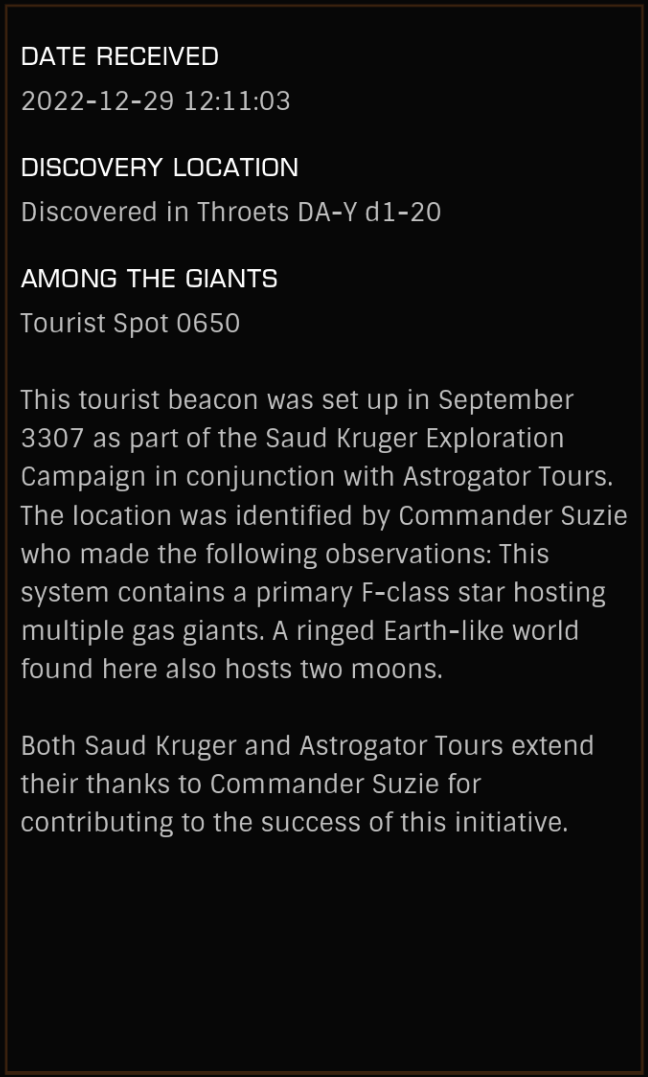 DATE RECEIVED
2022-12-29 12:11:03
DISCOVERY LOCATION
Discovered in Throets DA-Y d1-20
AMONG THE GIANTS
Tourist Spot 0650
This tourist beacon was set up in September
3307 as part of the Saud Kruger Exploration
Campaign in conjunction with Astrogator Tours.
The location was identified by Commander Suzie
who made the following observations: This
system contains a primary F-class star hosting
multiple gas giants. A ringed Earth-like world
found here also hosts two moons.
Both Saud Kruger and Astrogator Tours extend
their thanks to Commander Suzie for
contributing to the success of this initiative.